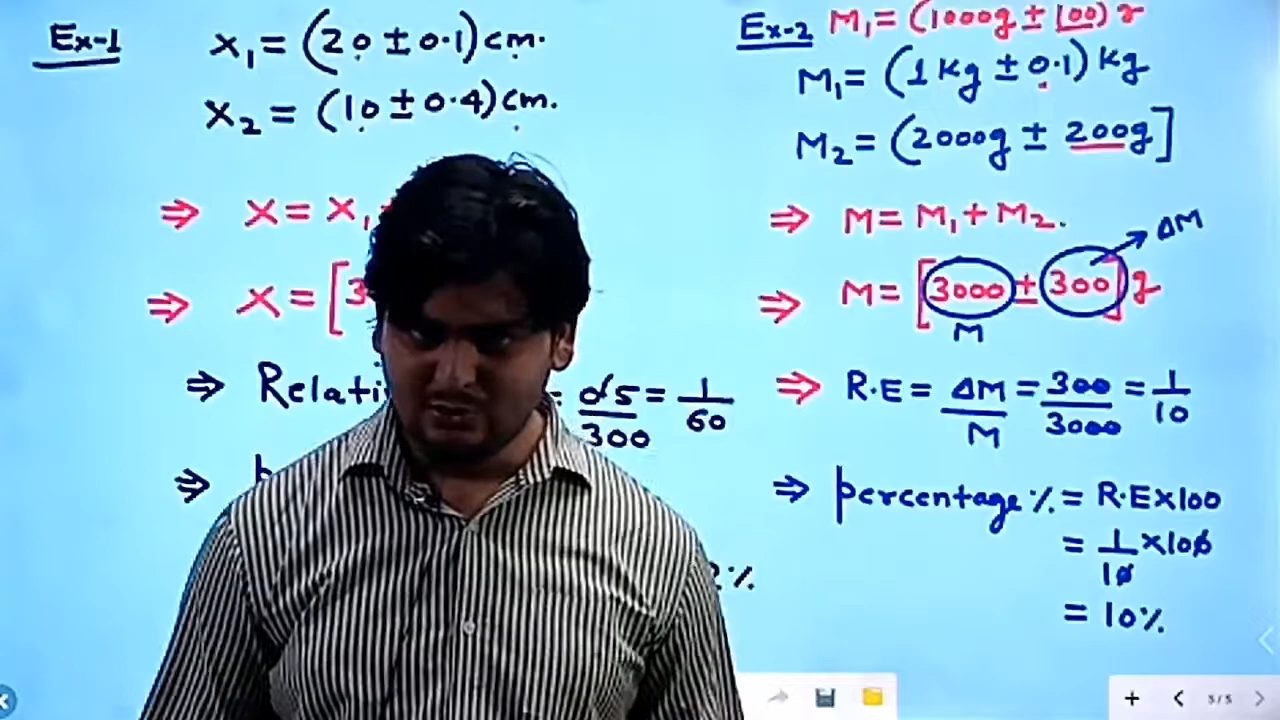 Ex-1
x₁ = (20 ± 0.1) cm.
x₂ = (10 ± 0.4) cm.
⇒ X = X₁
⇒ X = [3
⇒ Relati = 05/300 = 1/60
⇒
2%
Ex-2 M₁ = (1000g ± 100) g
M₁ = (1 Kg ± 0.1) Kg
M₂ = (2000g ± 200g]
⇒ M = M₁ + M₂.
ΔM
⇒ M = [3000 ± 300] g
M
⇒ R.E = ΔM/M = 300/3000 = 1/10
⇒ percentage % = R.E x 100
= 1/10 x 100
= 10%
5/5